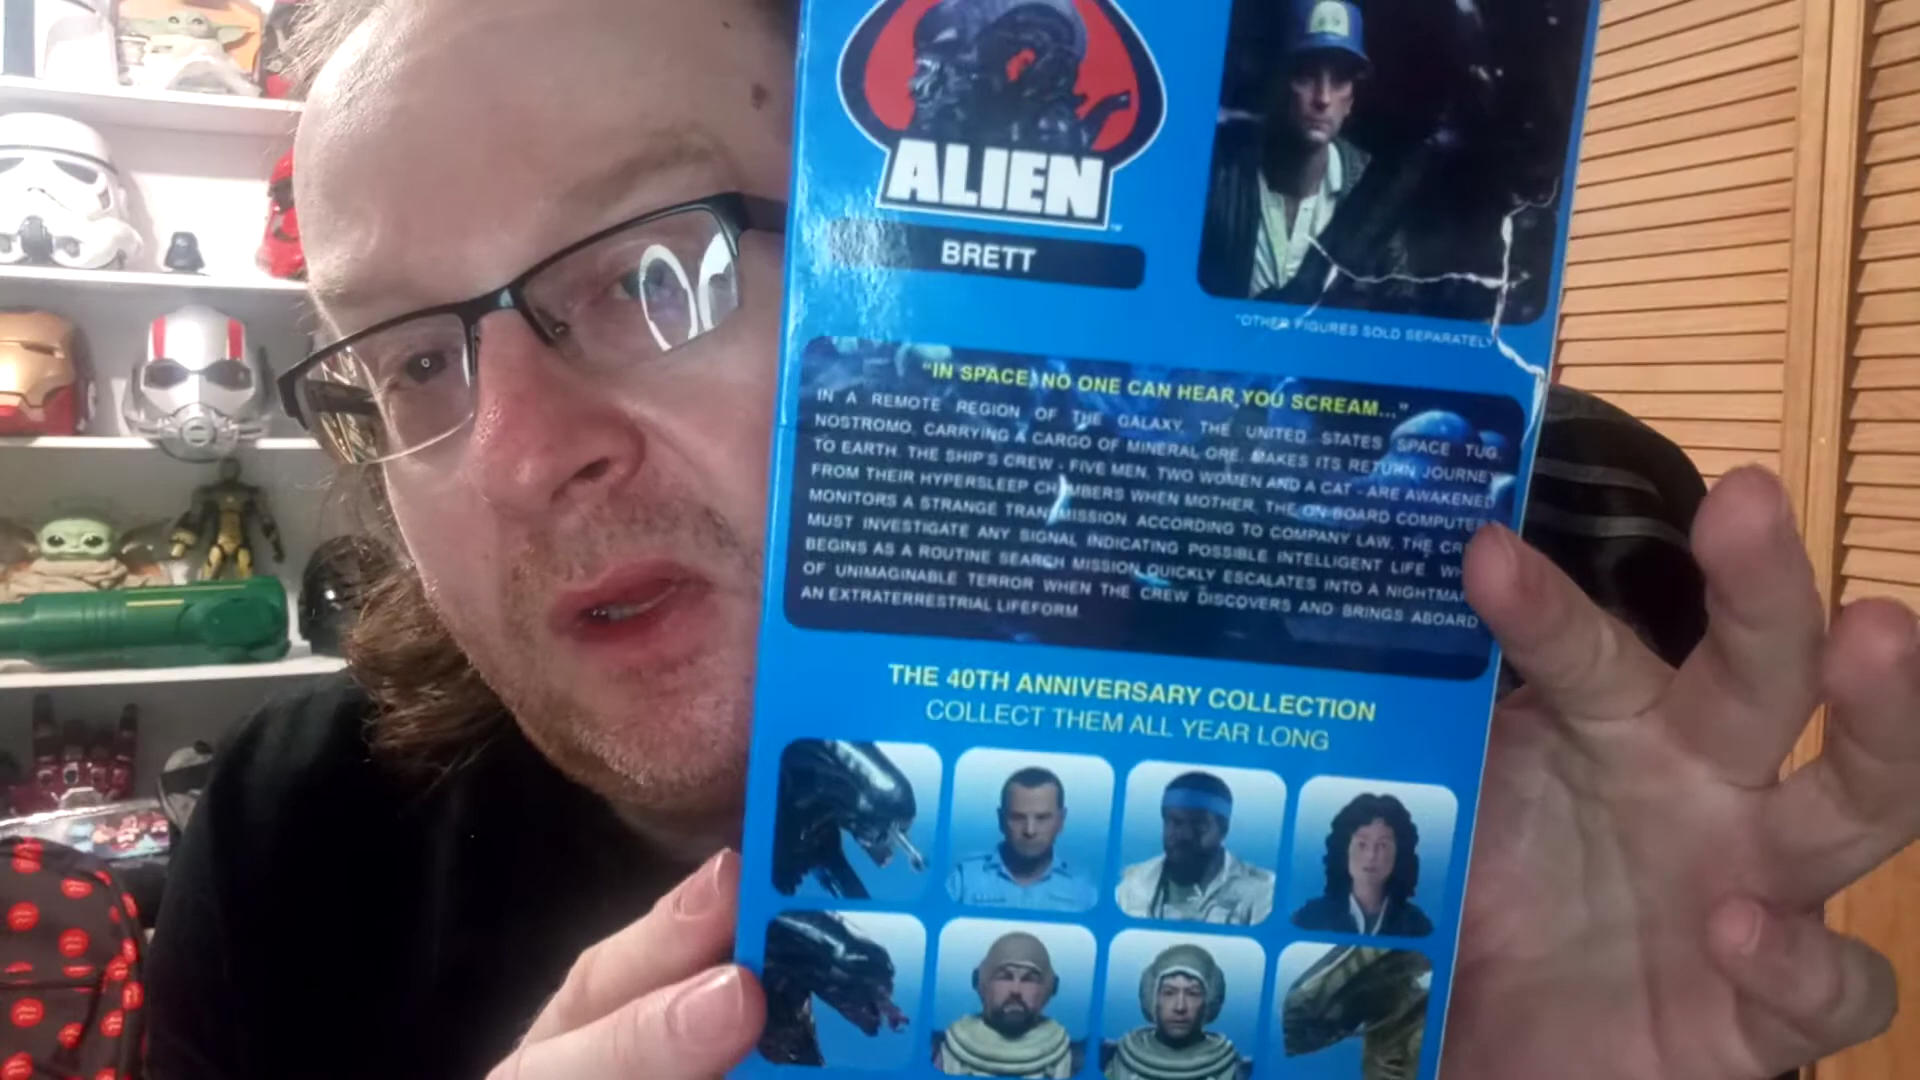 ALIEN
BRETT
*OTHER FIGURES SOLD SEPARATELY
"IN SPACE, NO ONE CAN HEAR YOU SCREAM..."
IN A REMOTE REGION OF THE GALAXY, THE UNITED STATES SPACE TUG,
NOSTROMO, CARRYING A CARGO OF MINERAL ORE, MAKES ITS RETURN JOURNEY
TO EARTH. THE SHIP'S CREW - FIVE MEN, TWO WOMEN AND A CAT - ARE AWAKENED
FROM THEIR HYPERSLEEP CHAMBERS WHEN MOTHER, THE ON-BOARD COMPUTER
MONITORS A STRANGE TRANSMISSION. ACCORDING TO COMPANY LAW, THE
MUST INVESTIGATE ANY SIGNAL INDICATING POSSIBLE INTELLIGENT LIFE.
BEGINS AS A ROUTINE SEARCH MISSION QUICKLY ESCALATES INTO A
OF UNIMAGINABLE TERROR WHEN THE CREW DISCOVERS AND BRINGS ABOARD
AN EXTRATERRESTRIAL LIFEFORM.
THE 40TH ANNIVERSARY COLLECTION
COLLECT THEM ALL YEAR LONG